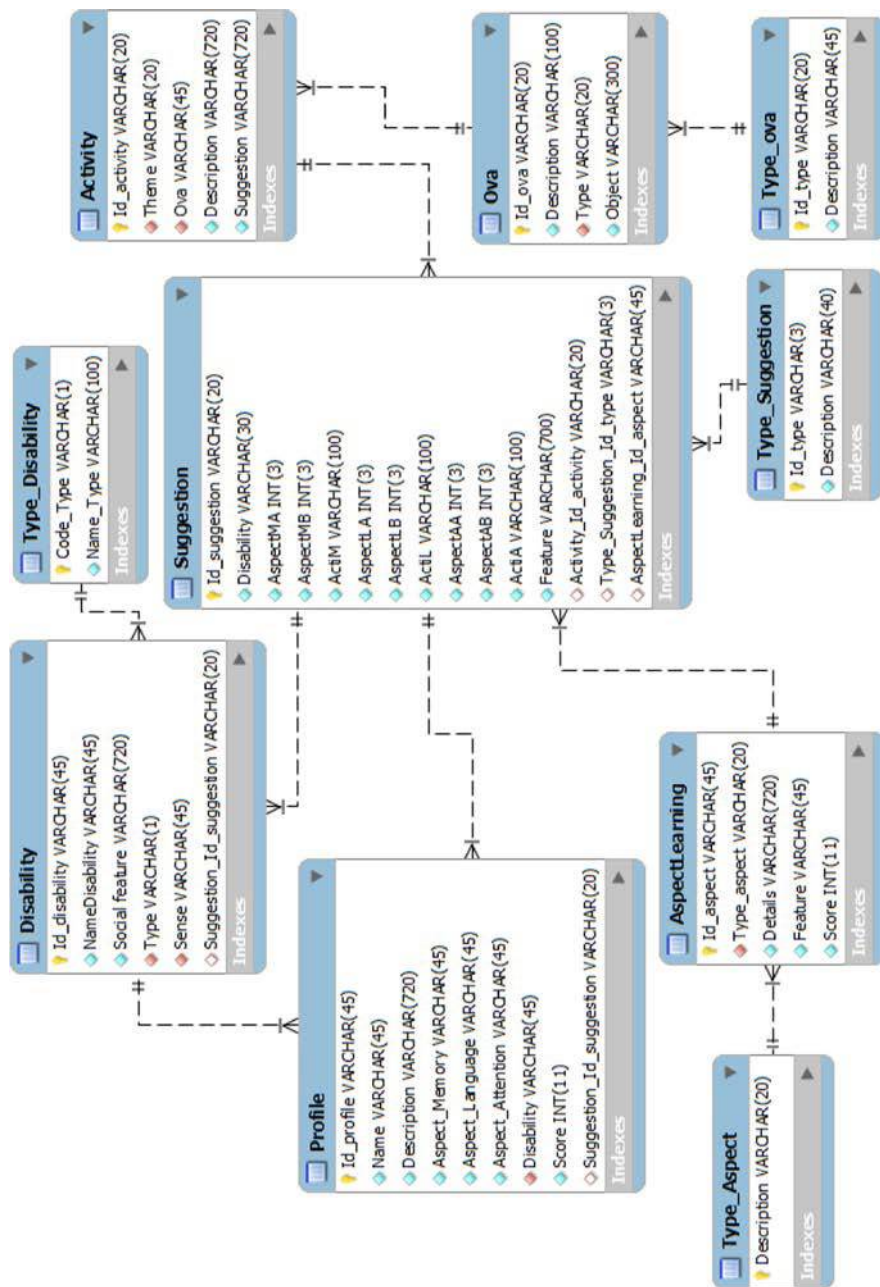 Activity
Id_activity VARCHAR(20)
Theme VARCHAR(20)
Ova VARCHAR(45)
Description VARCHAR(720)
Suggestion VARCHAR(720)
Indexes
Ova
Id_ova VARCHAR(20)
Description VARCHAR(100)
Type VARCHAR(20)
Object VARCHAR(300)
Indexes
Type_ova
Id_type VARCHAR(20)
Description VARCHAR(45)
Indexes
Type_Disability
Code_Type VARCHAR(1)
Name_Type VARCHAR(100)
Indexes
Suggestion
Id_suggestion VARCHAR(20)
Disability VARCHAR(30)
AspectMA INT(3)
AspectMB INT(3)
ActiM VARCHAR(100)
AspectLA INT(3)
AspectLB INT(3)
ActiL VARCHAR(100)
AspectAA INT(3)
AspectAB INT(3)
ActiA VARCHAR(100)
Feature VARCHAR(700)
Activity_Id_activity VARCHAR(20)
Type_Suggestion_Id_type VARCHAR(3)
AspectLearning_Id_aspect VARCHAR(45)
Indexes
Type_Suggestion
Id_type VARCHAR(3)
Description VARCHAR(40)
Indexes
Disability
Id_disability VARCHAR(45)
NameDisability VARCHAR(45)
Social feature VARCHAR(720)
Type VARCHAR(1)
Sense VARCHAR(45)
Suggestion_Id_suggestion VARCHAR(20)
Indexes
Profile
Id_profile VARCHAR(45)
Name VARCHAR(45)
Description VARCHAR(720)
Aspect_Memory VARCHAR(45)
Aspect_Language VARCHAR(45)
Aspect_Attention VARCHAR(45)
Disability VARCHAR(45)
Score INT(11)
Suggestion_Id_suggestion VARCHAR(20)
Indexes
AspectLearning
Id_aspect VARCHAR(45)
Type_aspect VARCHAR(20)
Details VARCHAR(720)
Feature VARCHAR(45)
Score INT(11)
Indexes
Type_Aspect
Description VARCHAR(20)
Indexes